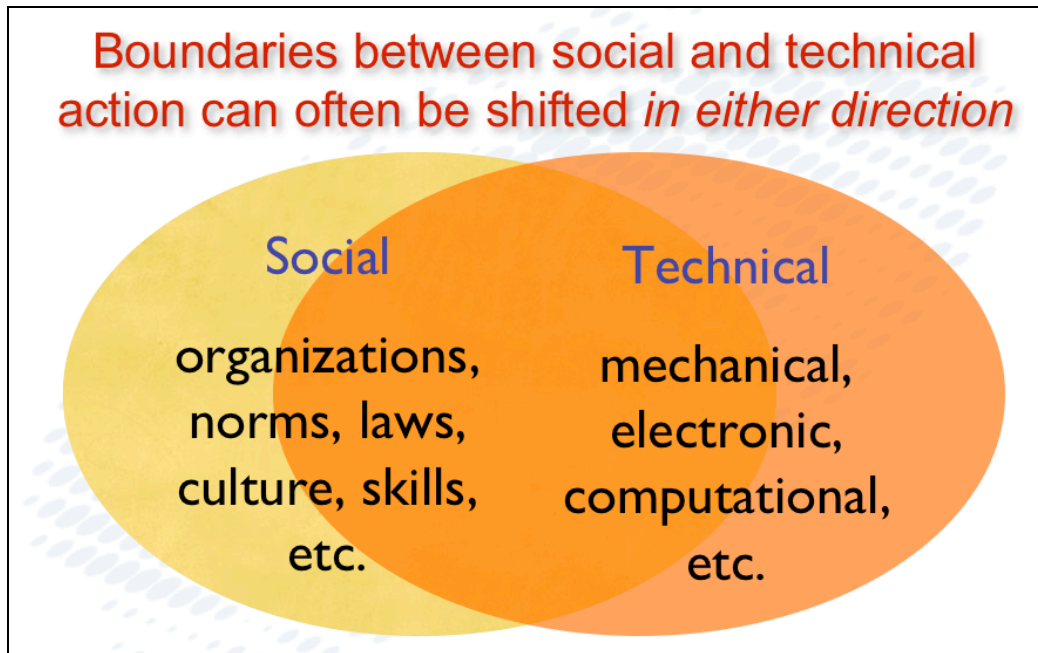 Boundaries between social and technical
action can often be shifted in either direction
Social
organizations,
norms, laws,
culture, skills,
etc.
Technical
mechanical,
electronic,
computational,
etc.